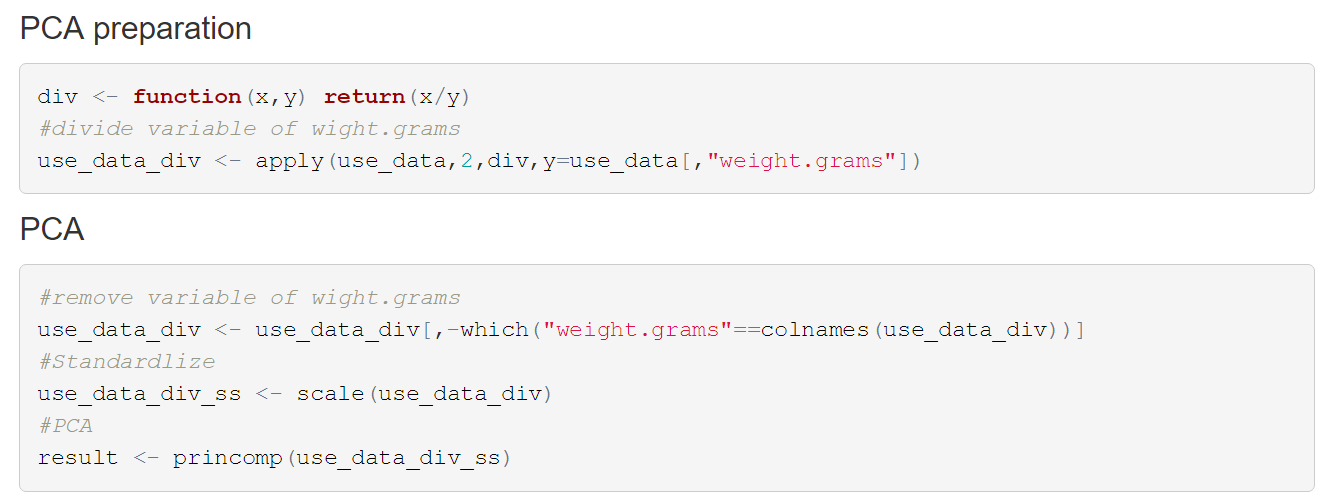 PCA preparation
div <- function(x,y) return(x/y)
#divide variable of wight.grams
use_data_div <- apply(use_data,2,div,y=use_data[,"weight.grams"])
PCA
#remove variable of wight.grams
use_data_div <- use_data_div[,-which("weight.grams"==colnames(use_data_div))]
#Standardlize
use_data_div_ss <- scale(use_data_div)
#PCA
result <- princomp(use_data_div_ss)